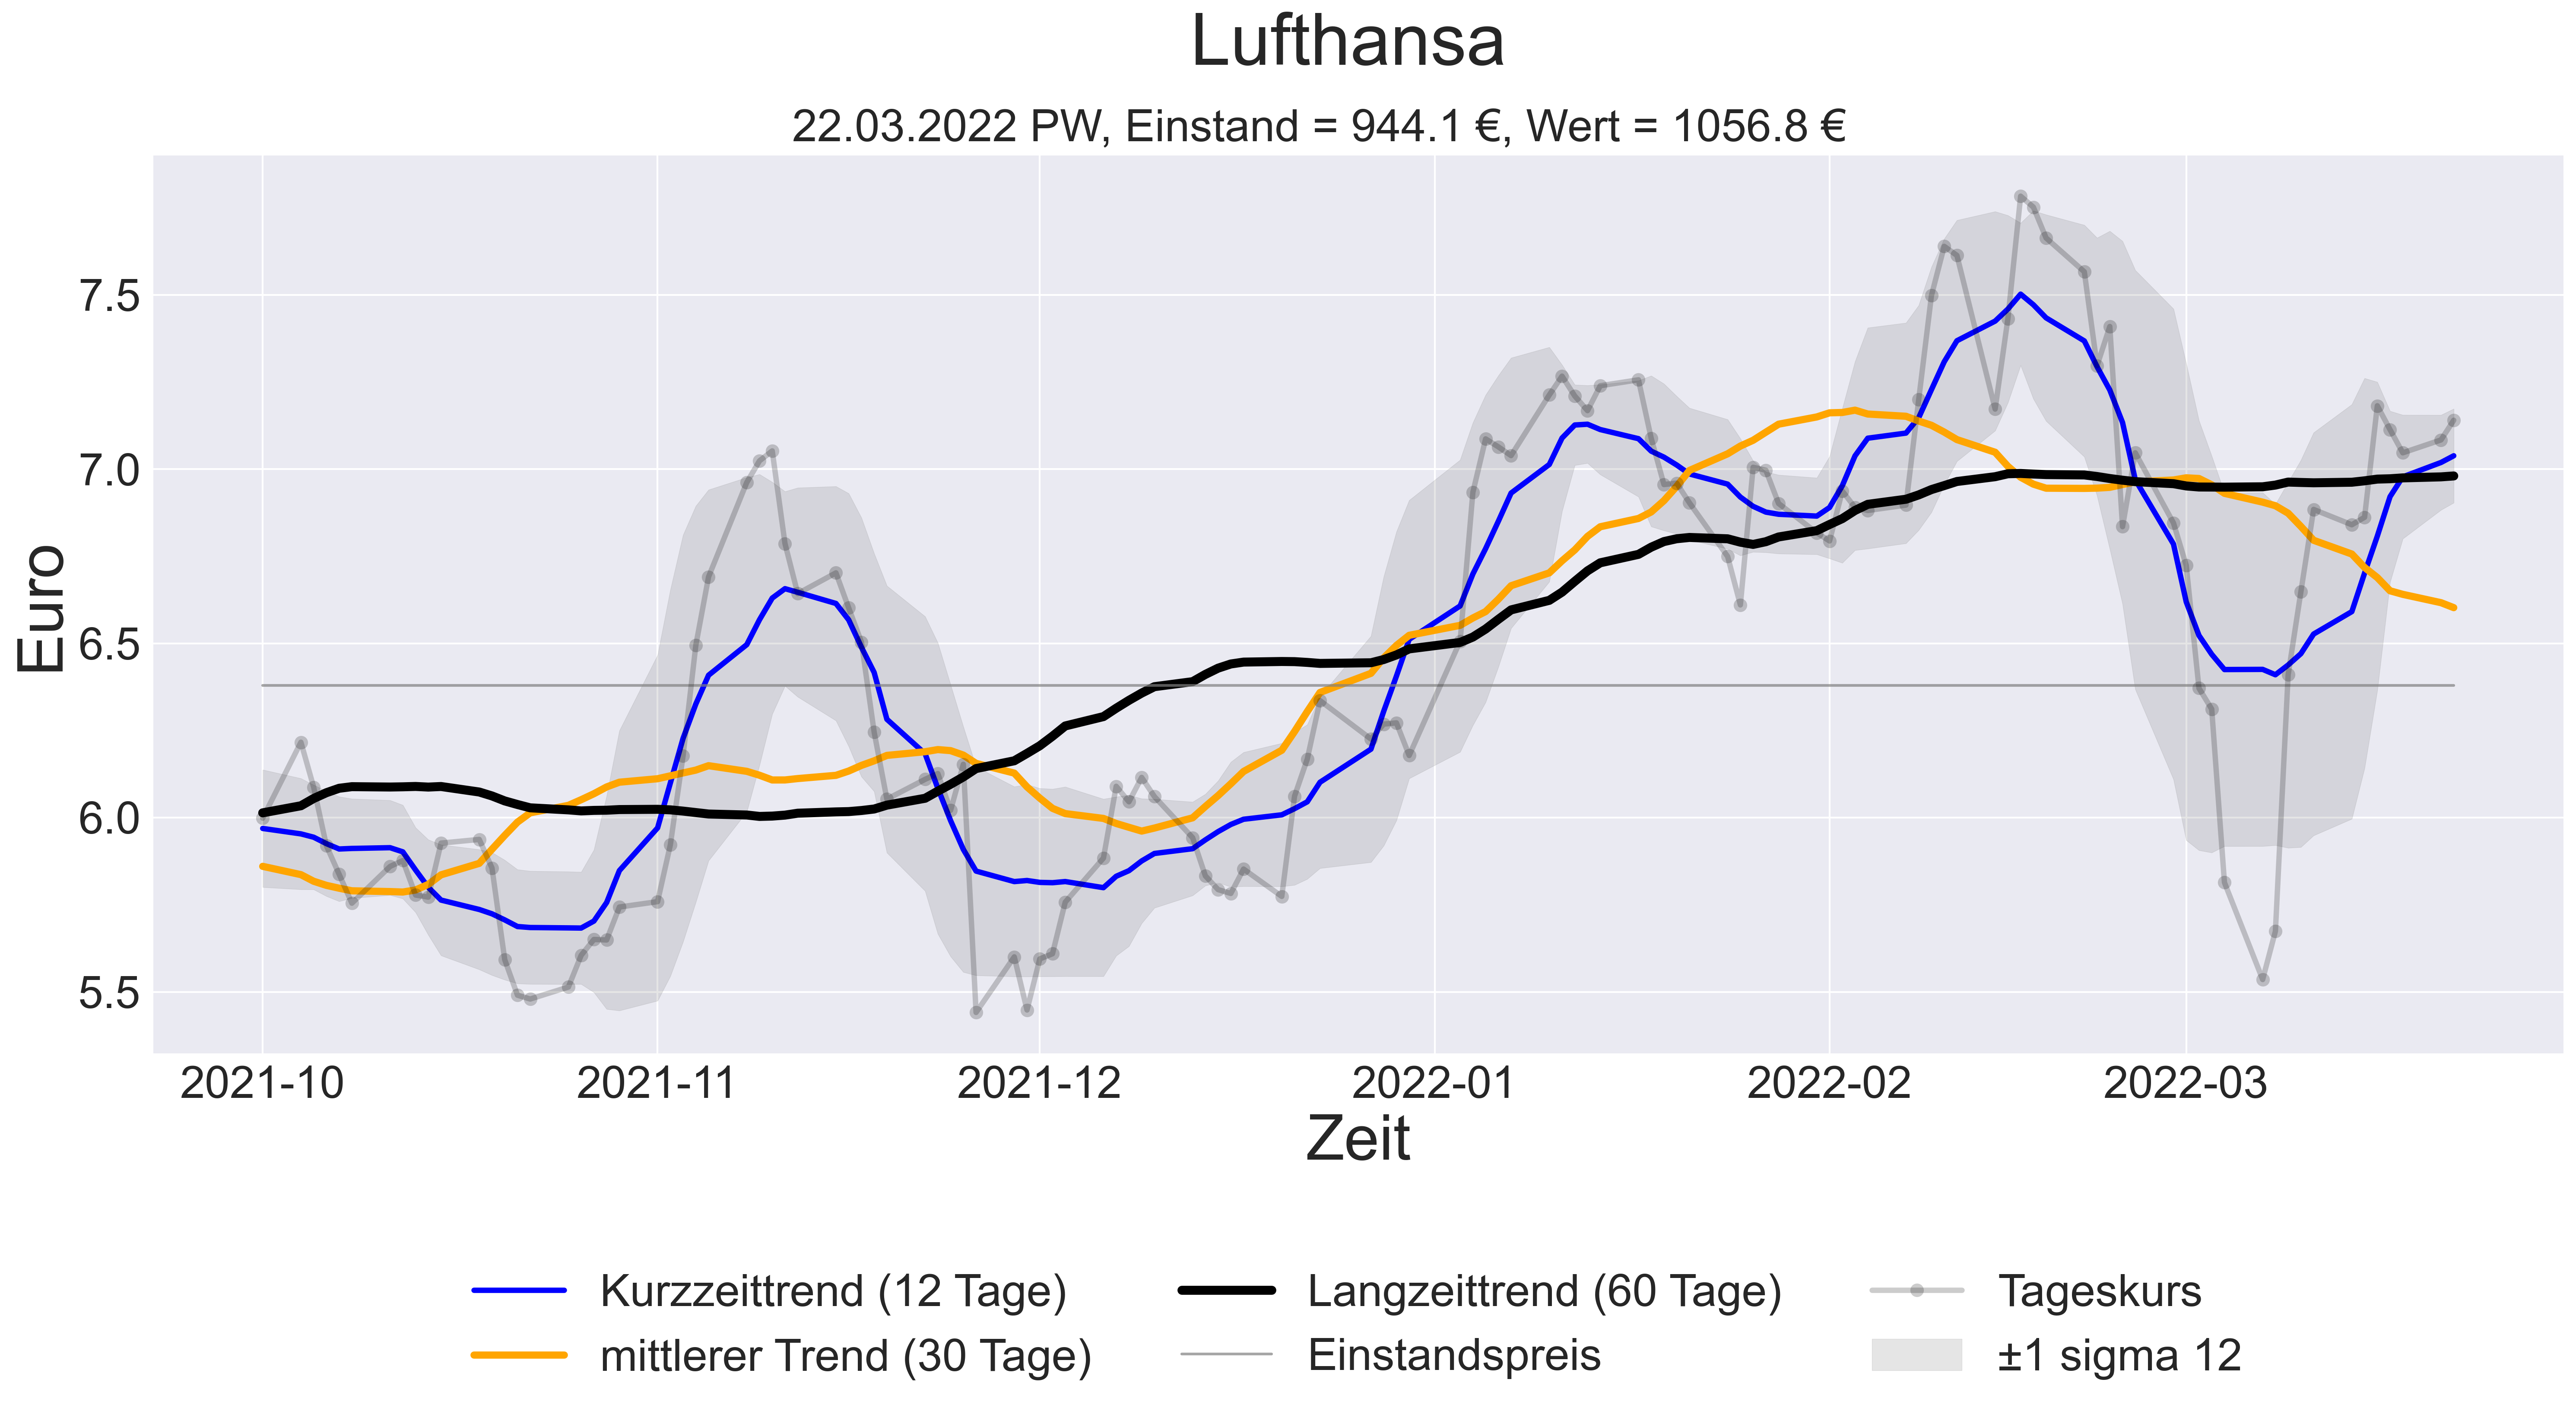 Lufthansa
22.03.2022 PW, Einstand = 944.1 €, Wert = 1056.8 €
Euro
7.5
7.0
6.5
6.0
5.5
2021-10 2021-11 2021-12 2022-01 2022-02 2022-03
Zeit
Kurzzeittrend (12 Tage) Langzeittrend (60 Tage) Tageskurs
mittlerer Trend (30 Tage) Einstandspreis ±1 sigma 12